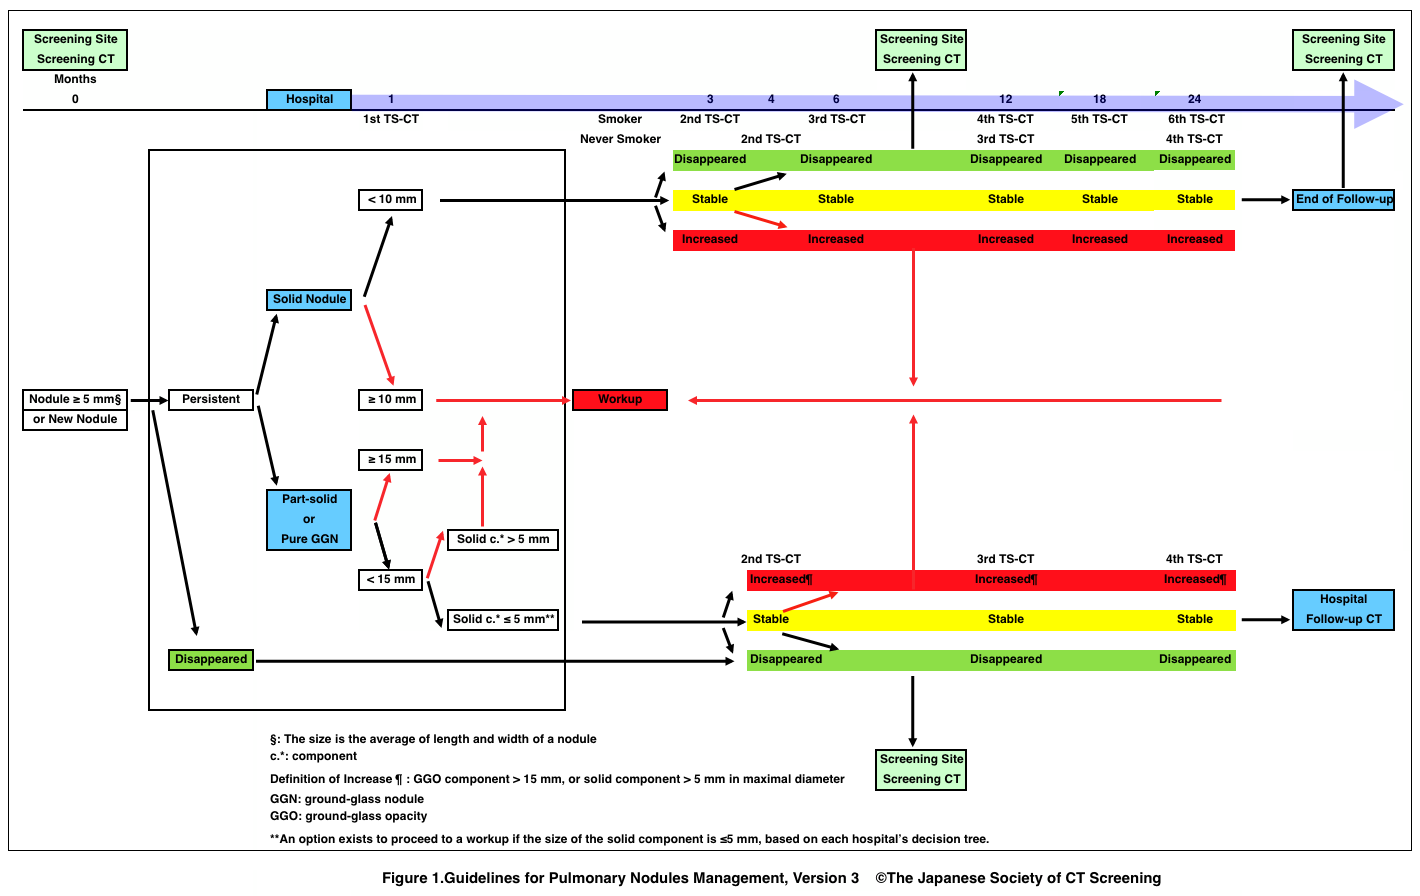 Screening Site
Screening CT
Screening Site
Screening CT
Screening Site
Screening CT
Months
0
Hospital
1
3
4
6
12
18
24
1st TS-CT
Smoker
2nd TS-CT
3rd TS-CT
4th TS-CT
5th TS-CT
6th TS-CT
Never Smoker
2nd TS-CT
3rd TS-CT
4th TS-CT
Disappeared
Disappeared
Disappeared
Disappeared
Disappeared
< 10 mm
Stable
Stable
Stable
Stable
Stable
End of Follow-up
Increased
Increased
Increased
Increased
Increased
Solid Nodule
Nodule ≥ 5 mm§
or New Nodule
Persistent
≥ 10 mm
Workup
≥ 15 mm
Part-solid
or
Pure GGN
Solid c.* > 5 mm
< 15 mm
Solid c.* ≤ 5 mm**
2nd TS-CT
3rd TS-CT
4th TS-CT
Increased¶
Increased¶
Increased¶
Stable
Stable
Stable
Hospital
Follow-up CT
Disappeared
Disappeared
Disappeared
Disappeared
Screening Site
Screening CT
§: The size is the average of length and width of a nodule
c.*: component
Definition of Increase ¶ : GGO component > 15 mm, or solid component > 5 mm in maximal diameter
GGN: ground-glass nodule
GGO: ground-glass opacity
**An option exists to proceed to a workup if the size of the solid component is ≤5 mm, based on each hospital's decision tree.
Figure 1.Guidelines for Pulmonary Nodules Management, Version 3 ©The Japanese Society of CT Screening